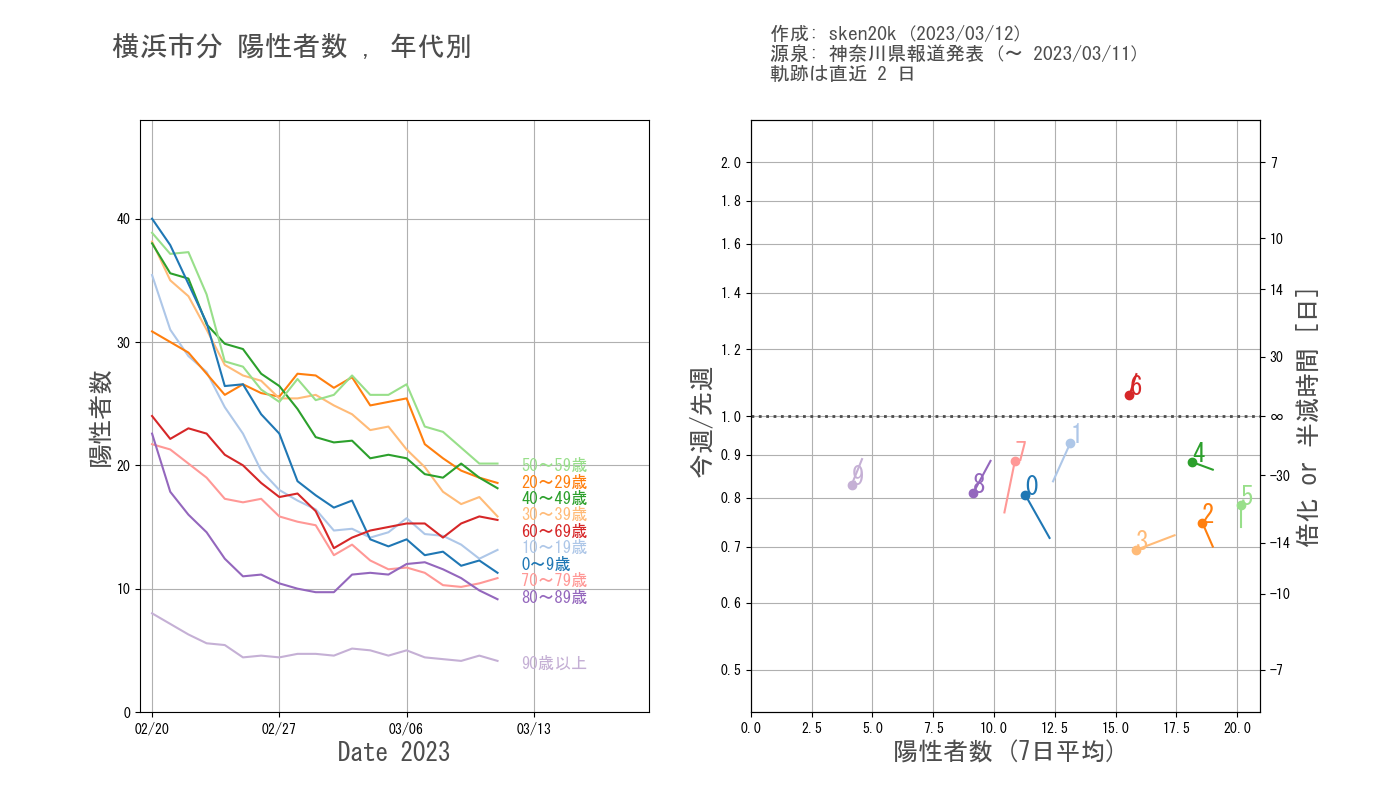 横浜市分 陽性者数 , 年代別
作成: sken20k (2023/03/12)
源泉: 神奈川県報道発表 (〜 2023/03/11)
軌跡は直近 2 日
陽性者数
40
30
20
10
0
02/20
02/27
03/06
03/13
Date 2023
50〜59歳
20〜29歳
40〜49歳
30〜39歳
60〜69歳
10〜19歳
0〜9歳
70〜79歳
80〜89歳
90歳以上
今週/先週
2.0
1.8
1.6
1.4
1.2
1.0
0.9
0.8
0.7
0.6
0.5
0.0
2.5
5.0
7.5
10.0
12.5
15.0
17.5
20.0
陽性者数 (7日平均)
9
8
7
0
1
6
3
4
2
5
7
10
14
30
∞
−30
−14
−10
−7
倍化 or 半減時間 [日]